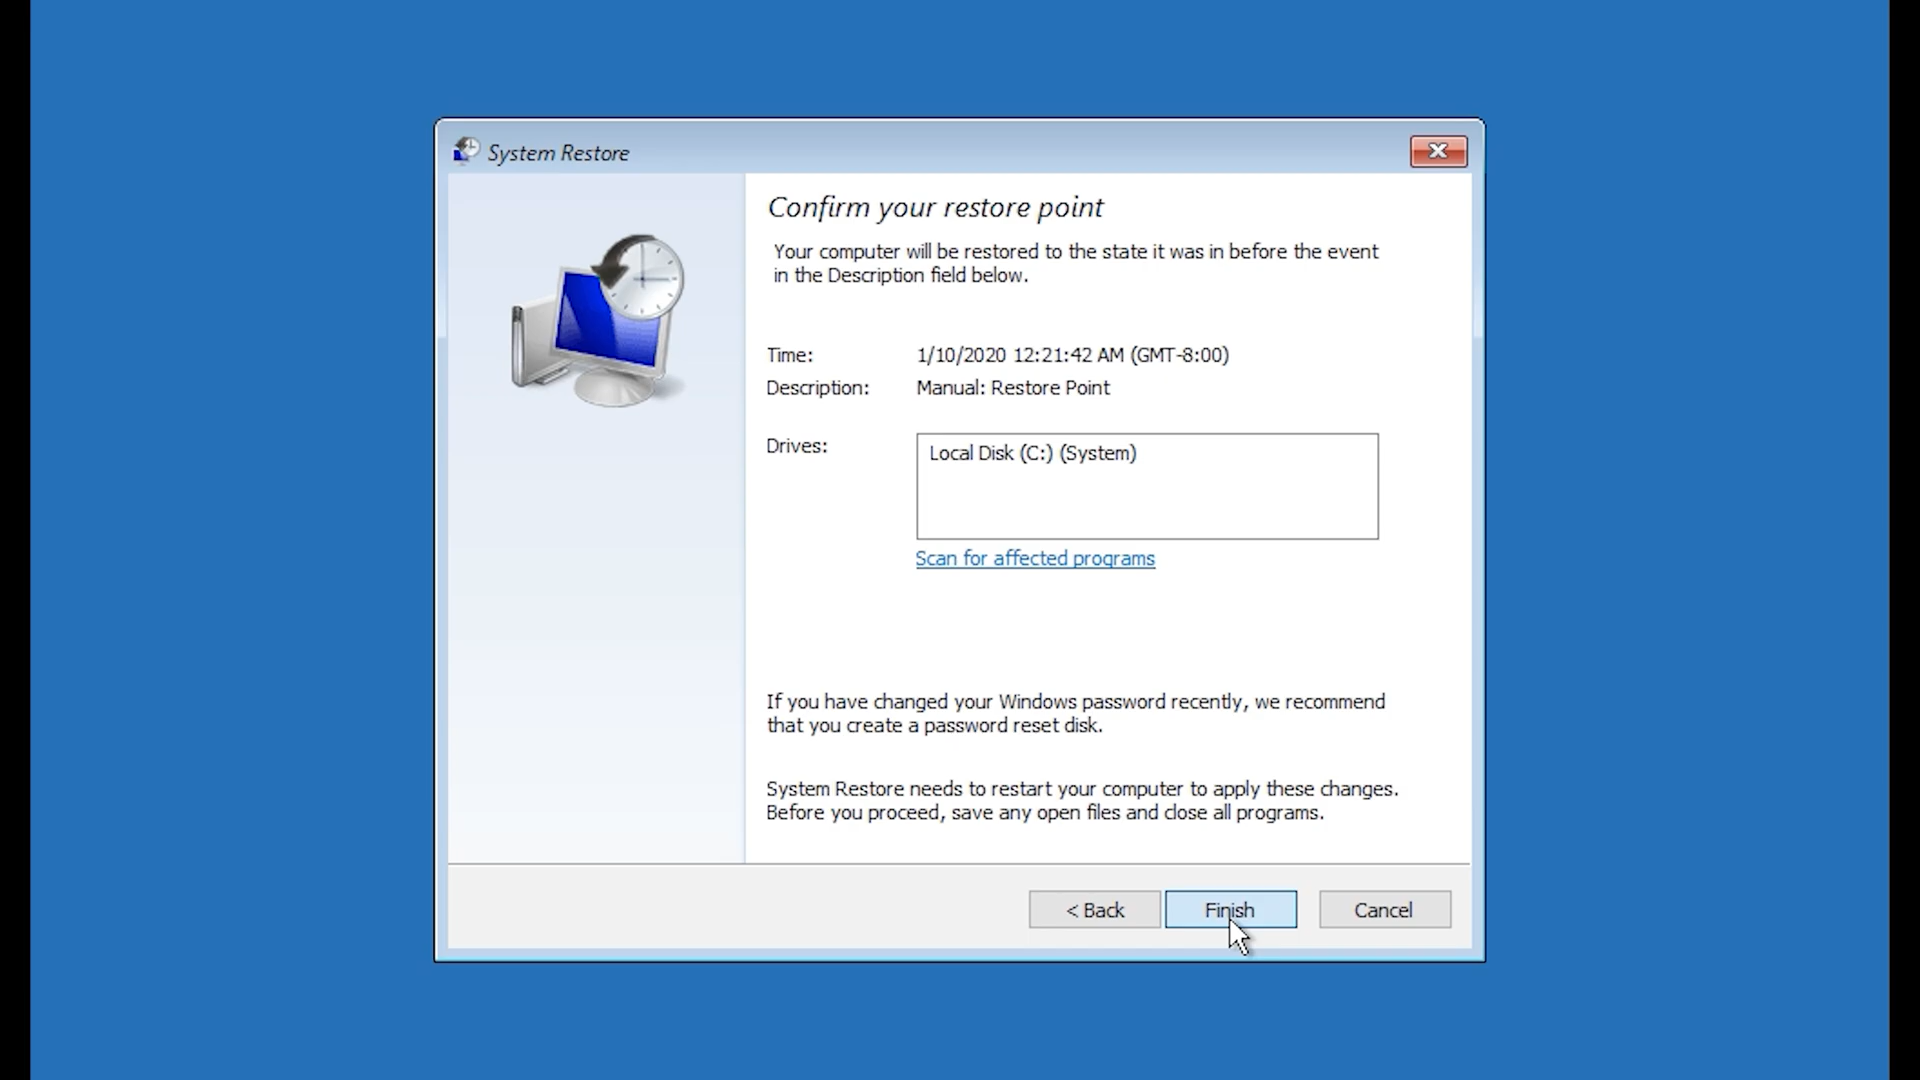 System Restore
Confirm your restore point
Your computer will be restored to the state it was in before the event
in the Description field below.
Time: 1/10/2020 12:21:42 AM (GMT-8:00)
Description: Manual: Restore Point
Drives: Local Disk (C:) (System)
Scan for affected programs
If you have changed your Windows password recently, we recommend
that you create a password reset disk.
System Restore needs to restart your computer to apply these changes.
Before you proceed, save any open files and close all programs.
< Back Finish Cancel